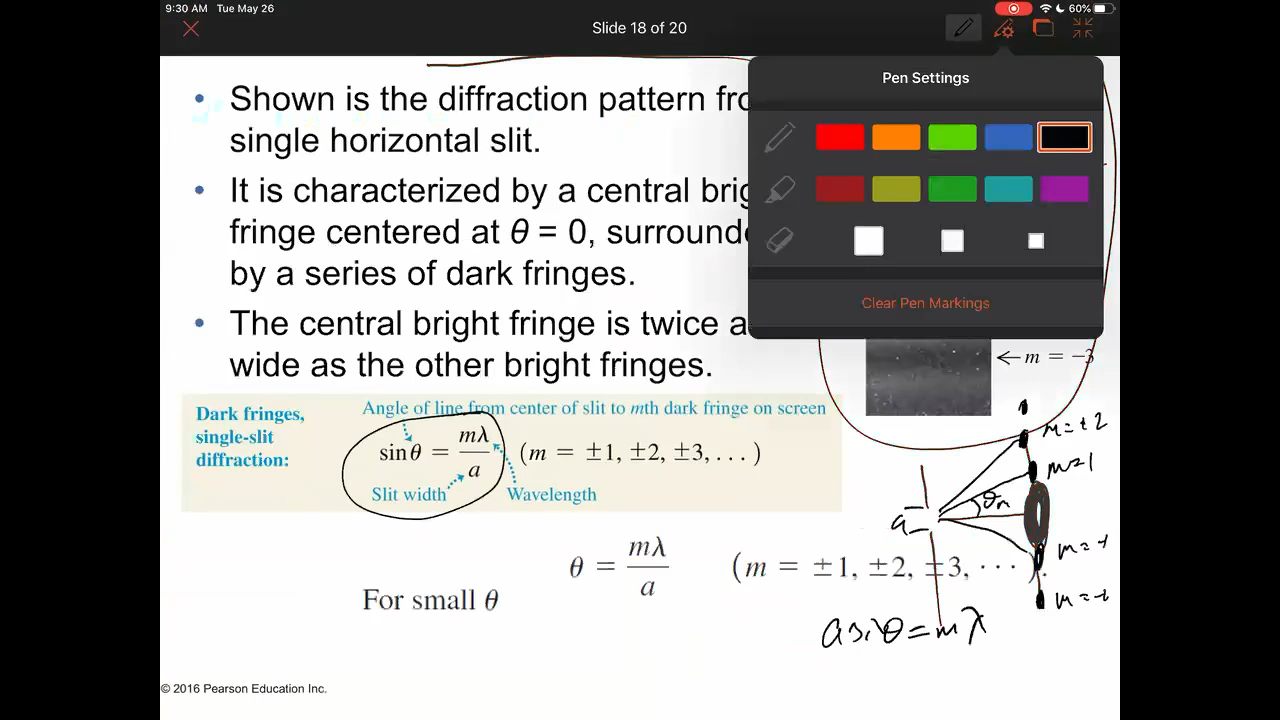 9:30 AM Tue May 26
60%
Slide 18 of 20
Pen Settings
Clear Pen Markings
• Shown is the diffraction pattern fro
single horizontal slit.
• It is characterized by a central brig
fringe centered at θ = 0, surrounde
by a series of dark fringes.
• The central bright fringe is twice a
wide as the other bright fringes.
←m = −3
Dark fringes,
single-slit
diffraction:
Angle of line from center of slit to mth dark fringe on screen
sin θ = mλ/a (m = ±1, ±2, ±3, . . . )
Slit width
Wavelength
m=+2
m=1
θm
a
m=-1
θ = mλ/a (m = ±1, ±2, ±3, ··· ).
For small θ
a sin θ = mλ
© 2016 Pearson Education Inc.